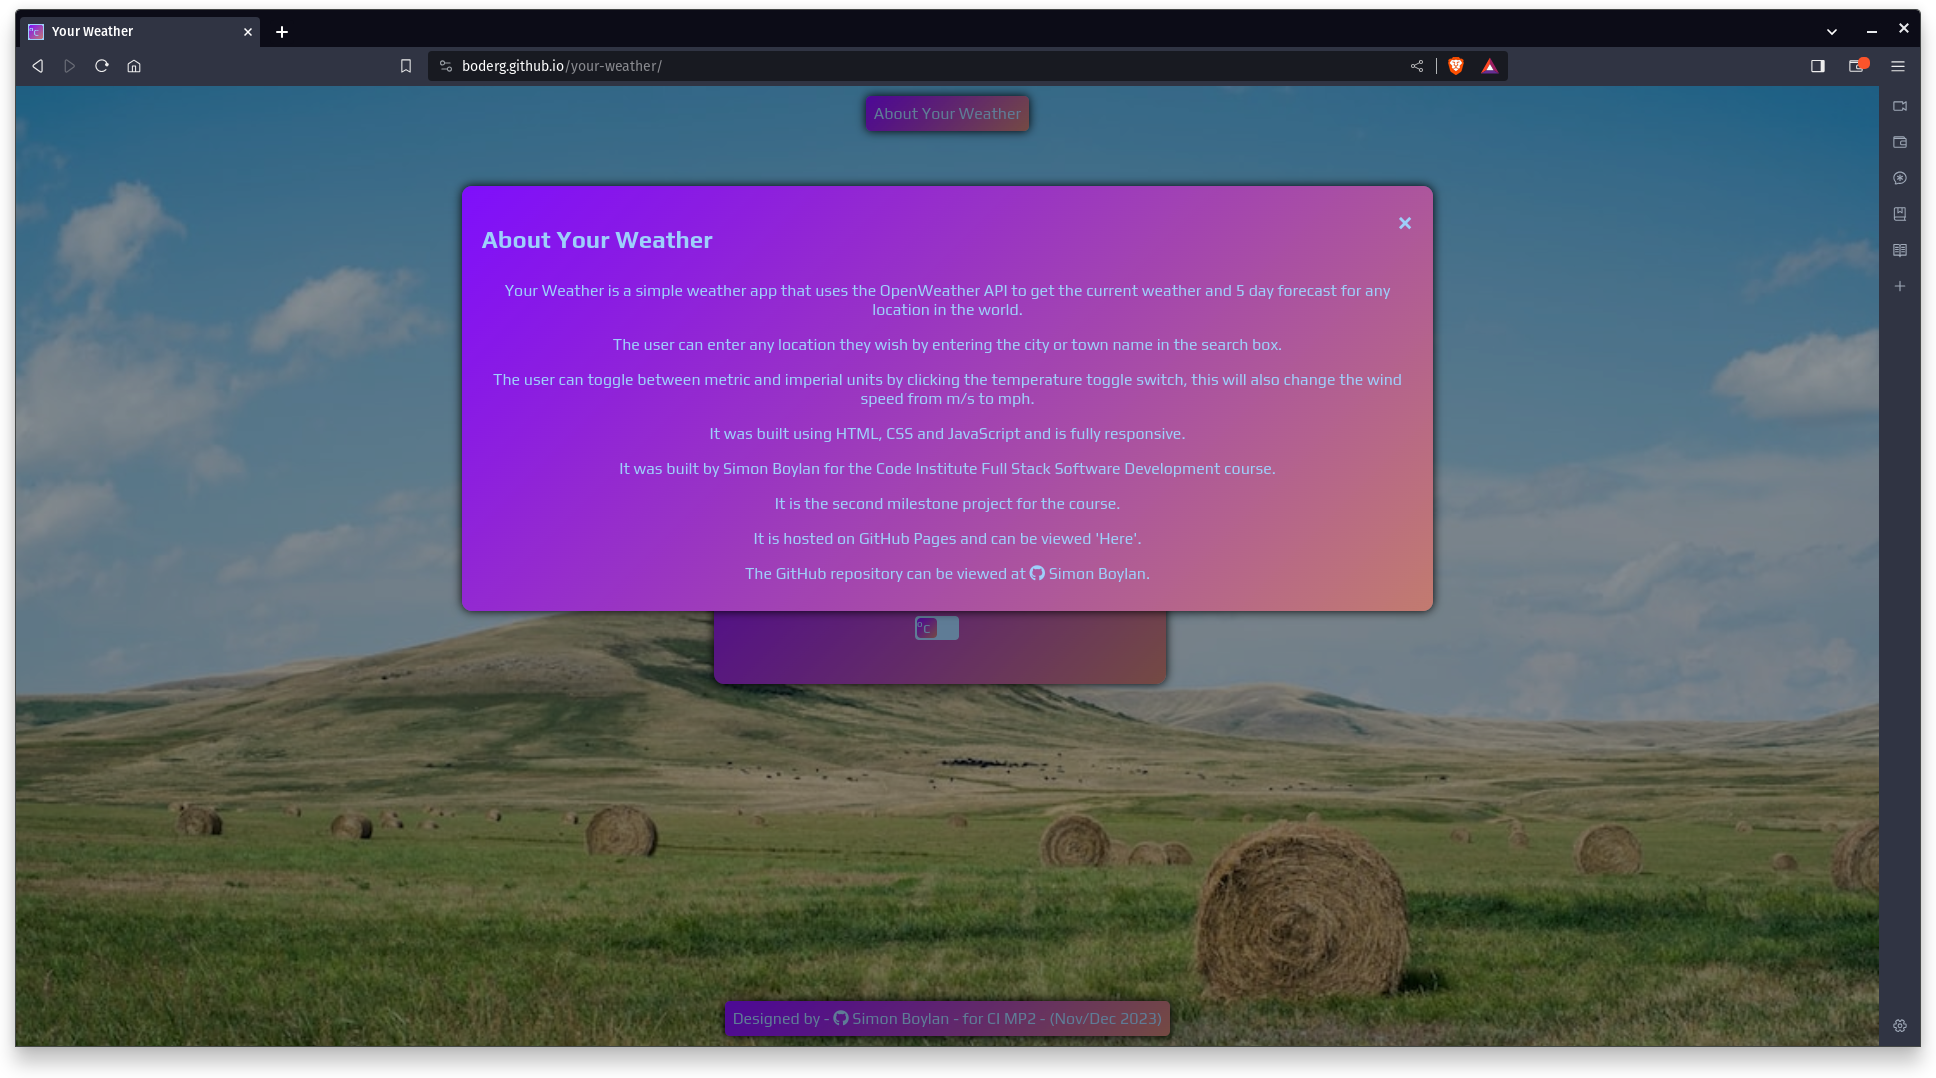 Your Weather
boderg.github.io/your-weather/
About Your Weather
About Your Weather
Your Weather is a simple weather app that uses the OpenWeather API to get the current weather and 5 day forecast for any
location in the world.
The user can enter any location they wish by entering the city or town name in the search box.
The user can toggle between metric and imperial units by clicking the temperature toggle switch, this will also change the wind
speed from m/s to mph.
It was built using HTML, CSS and JavaScript and is fully responsive.
It was built by Simon Boylan for the Code Institute Full Stack Software Development course.
It is the second milestone project for the course.
It is hosted on GitHub Pages and can be viewed 'Here'.
The GitHub repository can be viewed at Simon Boylan.
°C
Designed by - Simon Boylan - for CI MP2 - (Nov/Dec 2023)